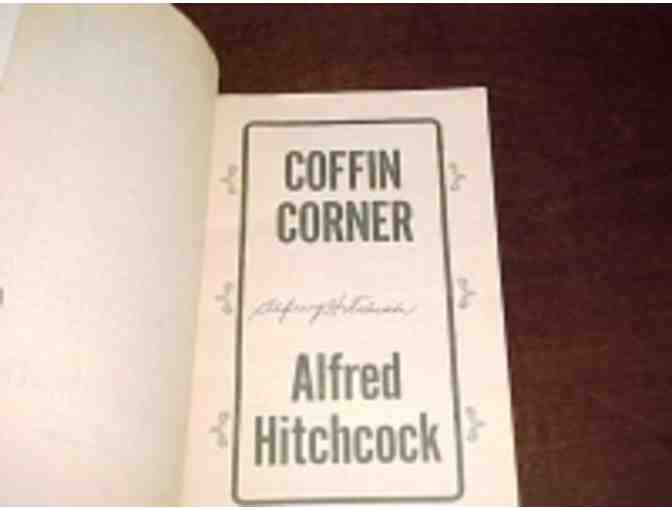 COFFIN
CORNER
Alfred
Hitchcock